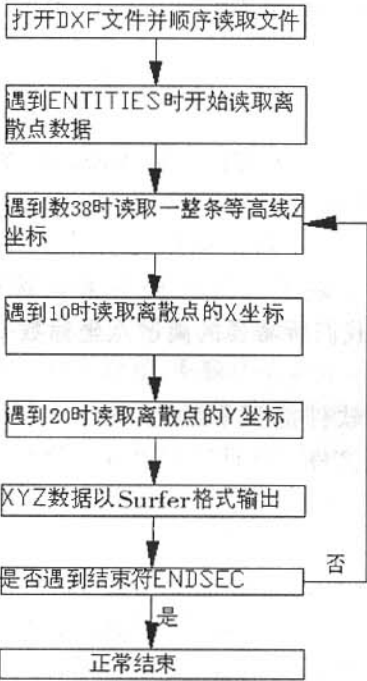 打开DXF文件并顺序读取文件
遇到ENTITIES时开始读取离
散点数据
遇到数38时读取一整条等高线Z
坐标
遇到10时读取离散点的X坐标
遇到20时读取离散点的Y坐标
XYZ数据以Surfer格式输出
是否遇到结束符ENDSEC
否
是
正常结束